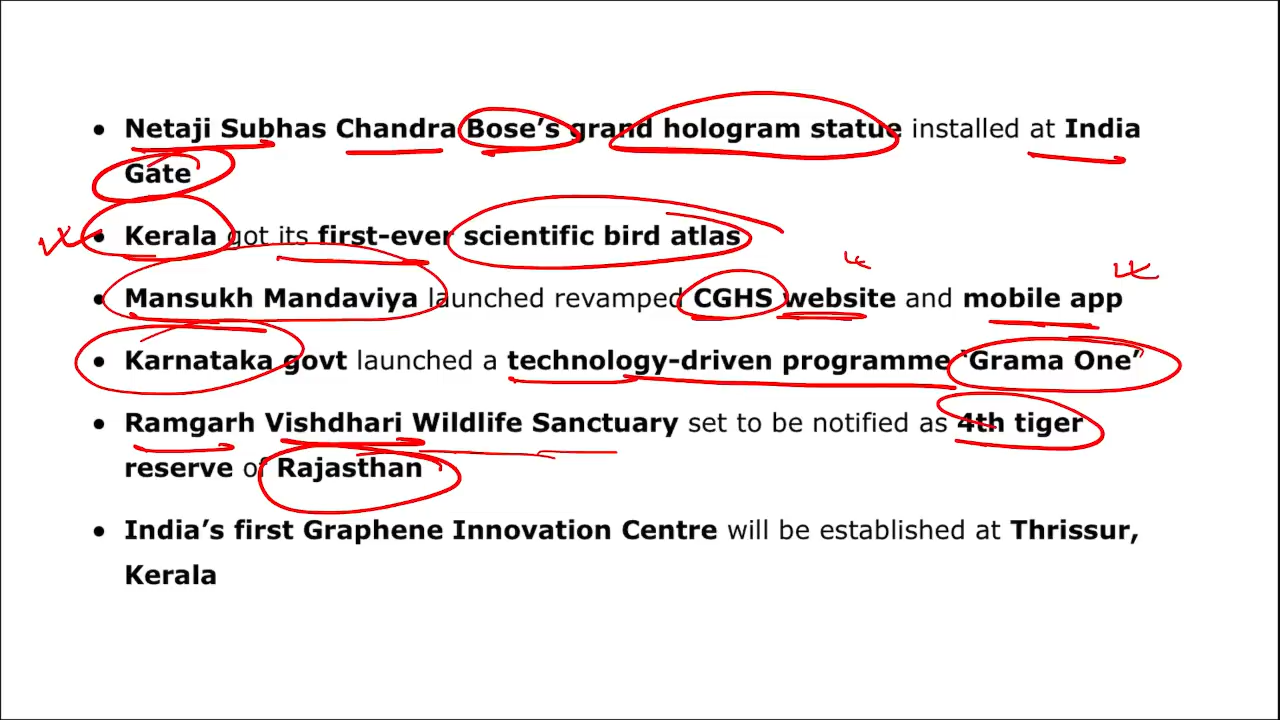 • Netaji Subhas Chandra Bose's grand hologram statue installed at India
Gate
• Kerala got its first-ever scientific bird atlas
• Mansukh Mandaviya launched revamped CGHS website and mobile app
• Karnataka govt launched a technology-driven programme 'Grama One'
• Ramgarh Vishdhari Wildlife Sanctuary set to be notified as 4th tiger
reserve of Rajasthan
• India's first Graphene Innovation Centre will be established at Thrissur,
Kerala